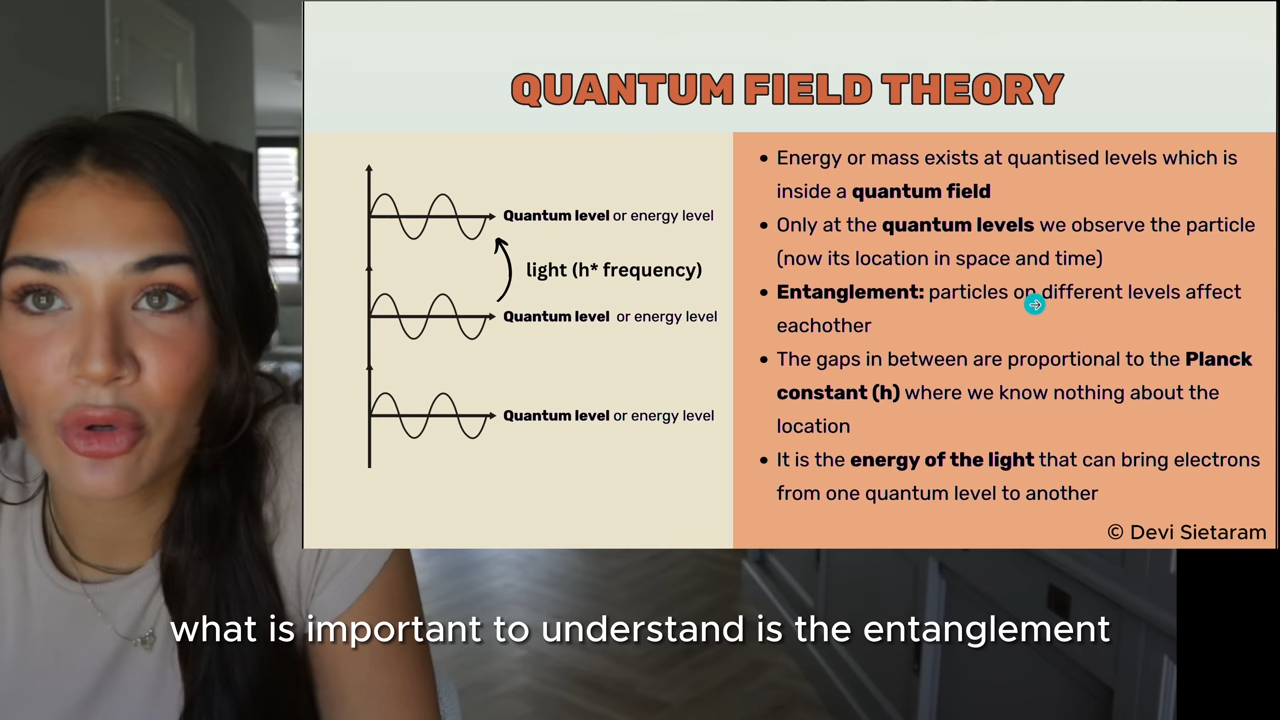 QUANTUM FIELD THEORY
Quantum level or energy level
light (h* frequency)
Quantum level or energy level
Quantum level or energy level
• Energy or mass exists at quantised levels which is
inside a quantum field
• Only at the quantum levels we observe the particle
(now its location in space and time)
• Entanglement: particles on different levels affect
eachother
• The gaps in between are proportional to the Planck
constant (h) where we know nothing about the
location
• It is the energy of the light that can bring electrons
from one quantum level to another
© Devi Sietaram
what is important to understand is the entanglement